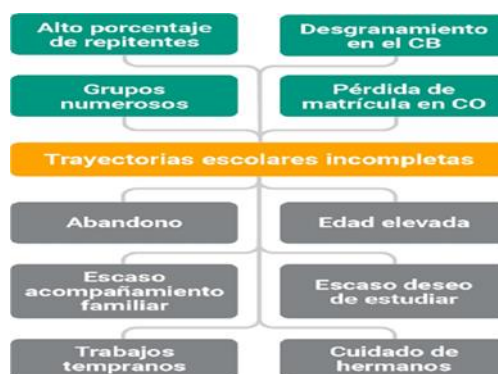 Alto porcentaje
de repitentes
Desgranamiento
en el CB
Grupos
numerosos
Pérdida de
matrícula en CO
Trayectorias escolares incompletas
Abandono
Edad elevada
Escaso
acompañamiento
familiar
Escaso deseo
de estudiar
Trabajos
tempranos
Cuidado de
hermanos